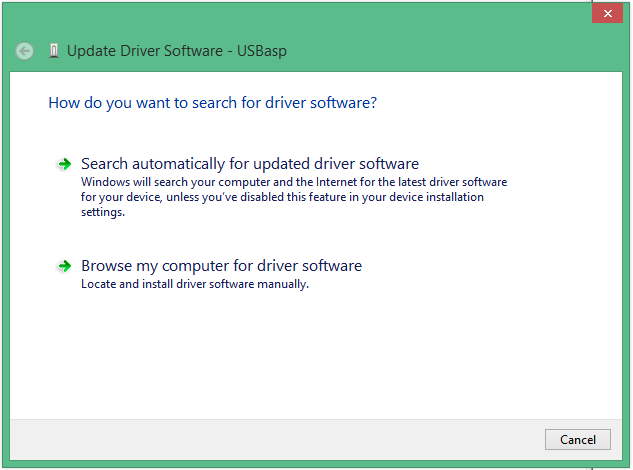 Update Driver Software - USBasp
How do you want to search for driver software?
Search automatically for updated driver software
Windows will search your computer and the Internet for the latest driver software
for your device, unless you've disabled this feature in your device installation
settings.
Browse my computer for driver software
Locate and install driver software manually.
Cancel